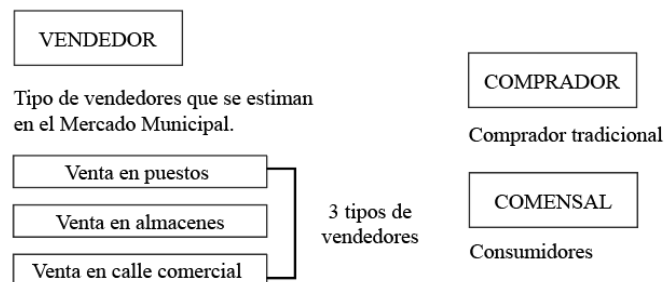 VENDEDOR
Tipo de vendedores que se estiman
en el Mercado Municipal.
Venta en puestos
Venta en almacenes
Venta en calle comercial
3 tipos de
vendedores
COMPRADOR
Comprador tradicional
COMENSAL
Consumidores